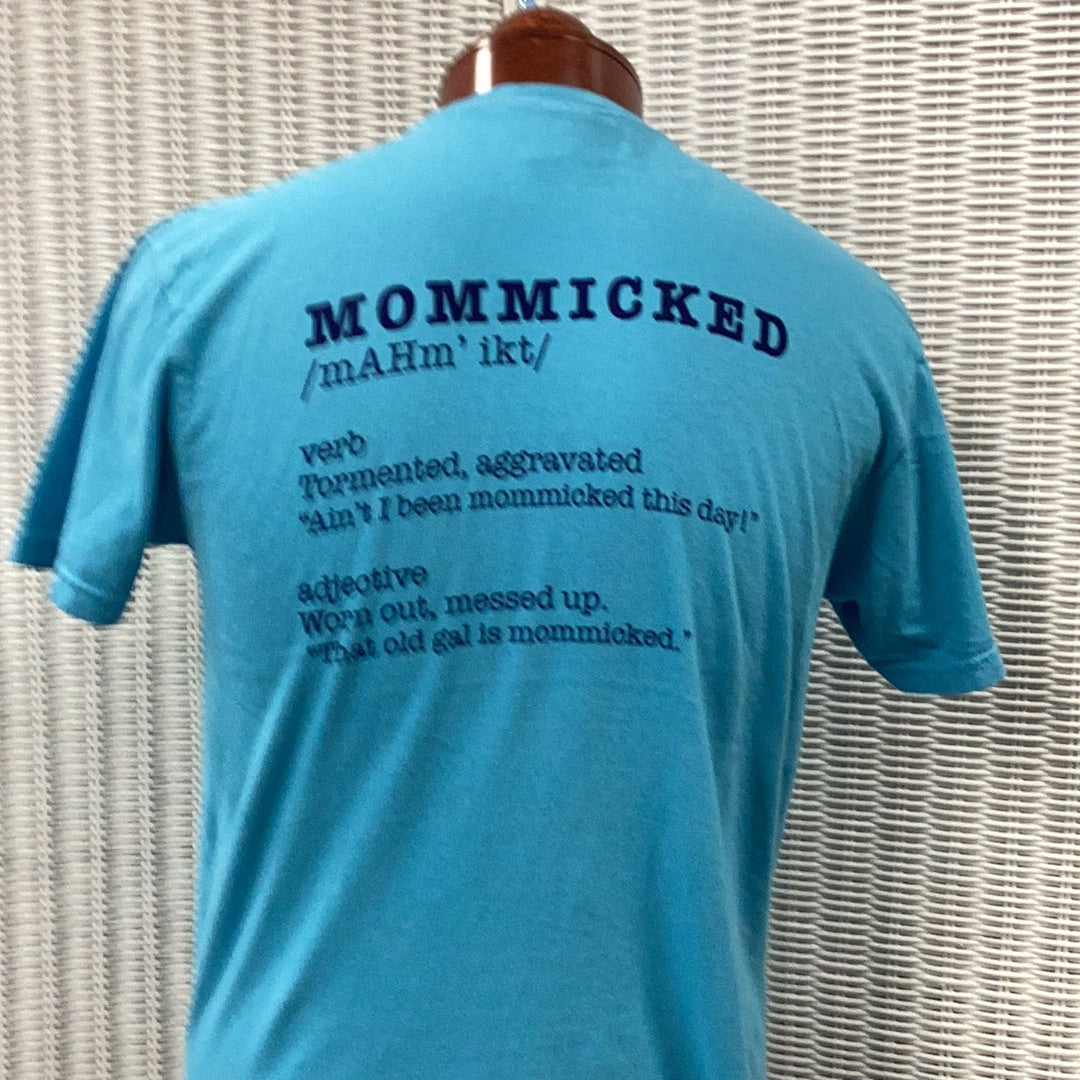 MOMMICKED
/mAHm’ ikt/
verb
Tormented, aggravated
“Ain’t I been mommicked this day!”
adjective
Worn out, messed up.
“That old gal is mommicked.”